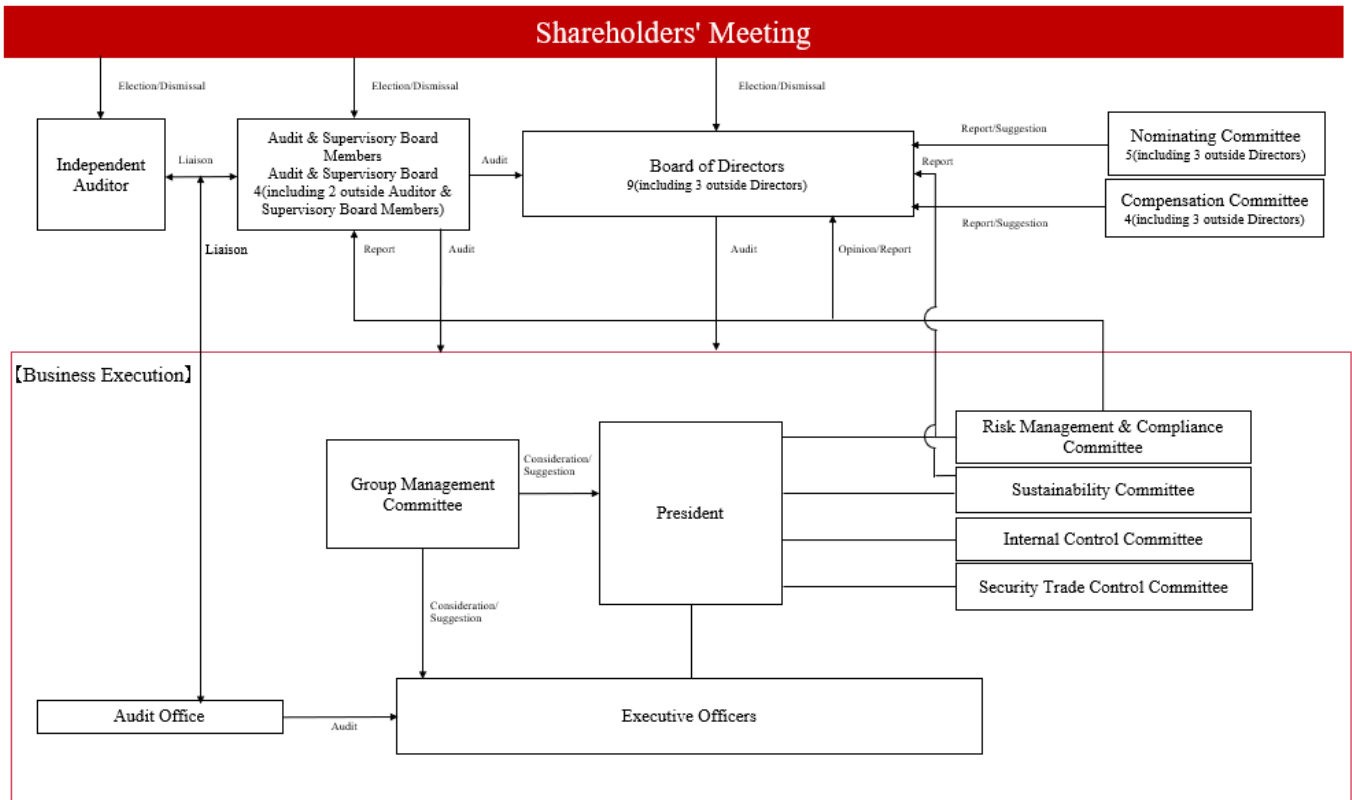 Shareholders' Meeting
Election/Dismissal
Election/Dismissal
Election/Dismissal
Independent
Auditor
Liaison
Audit & Supervisory Board
Members
Audit & Supervisory Board
4(including 2 outside Auditor &
Supervisory Board Members)
Audit
Board of Directors
9(including 3 outside Directors)
Report/Suggestion
Report
Nominating Committee
5(including 3 outside Directors)
Compensation Committee
4(including 3 outside Directors)
Report/Suggestion
Liaison
Report
Audit
Audit
Opinion/Report
【Business Execution】
Group Management
Committee
Consideration/
Suggestion
President
Risk Management & Compliance
Committee
Sustainability Committee
Internal Control Committee
Security Trade Control Committee
Consideration/
Suggestion
Audit Office
Audit
Executive Officers